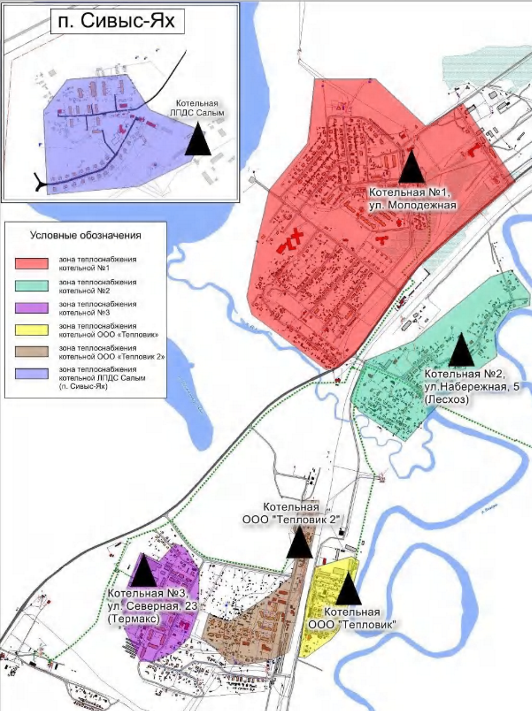 п. Сивыс-Ях
Котельная
ЛПДС Салым
Котельная №1,
ул. Молодежная
Условные обозначения
зона теплоснабжения
котельной №1
зона теплоснабжения
котельной №2
зона теплоснабжения
котельной №3
зона теплоснабжения
котельной ООО «Тепловик»
зона теплоснабжения
котельной ООО «Тепловик 2»
зона теплоснабжения
котельной ЛПДС Салым
(п. Сивыс-Ях)
Котельная №2,
ул.Набережная, 5
(Лесхоз)
Котельная
ООО "Тепловик 2"
Котельная №3
ул. Северная, 23
(Термакс)
Котельная
ООО "Тепловик"